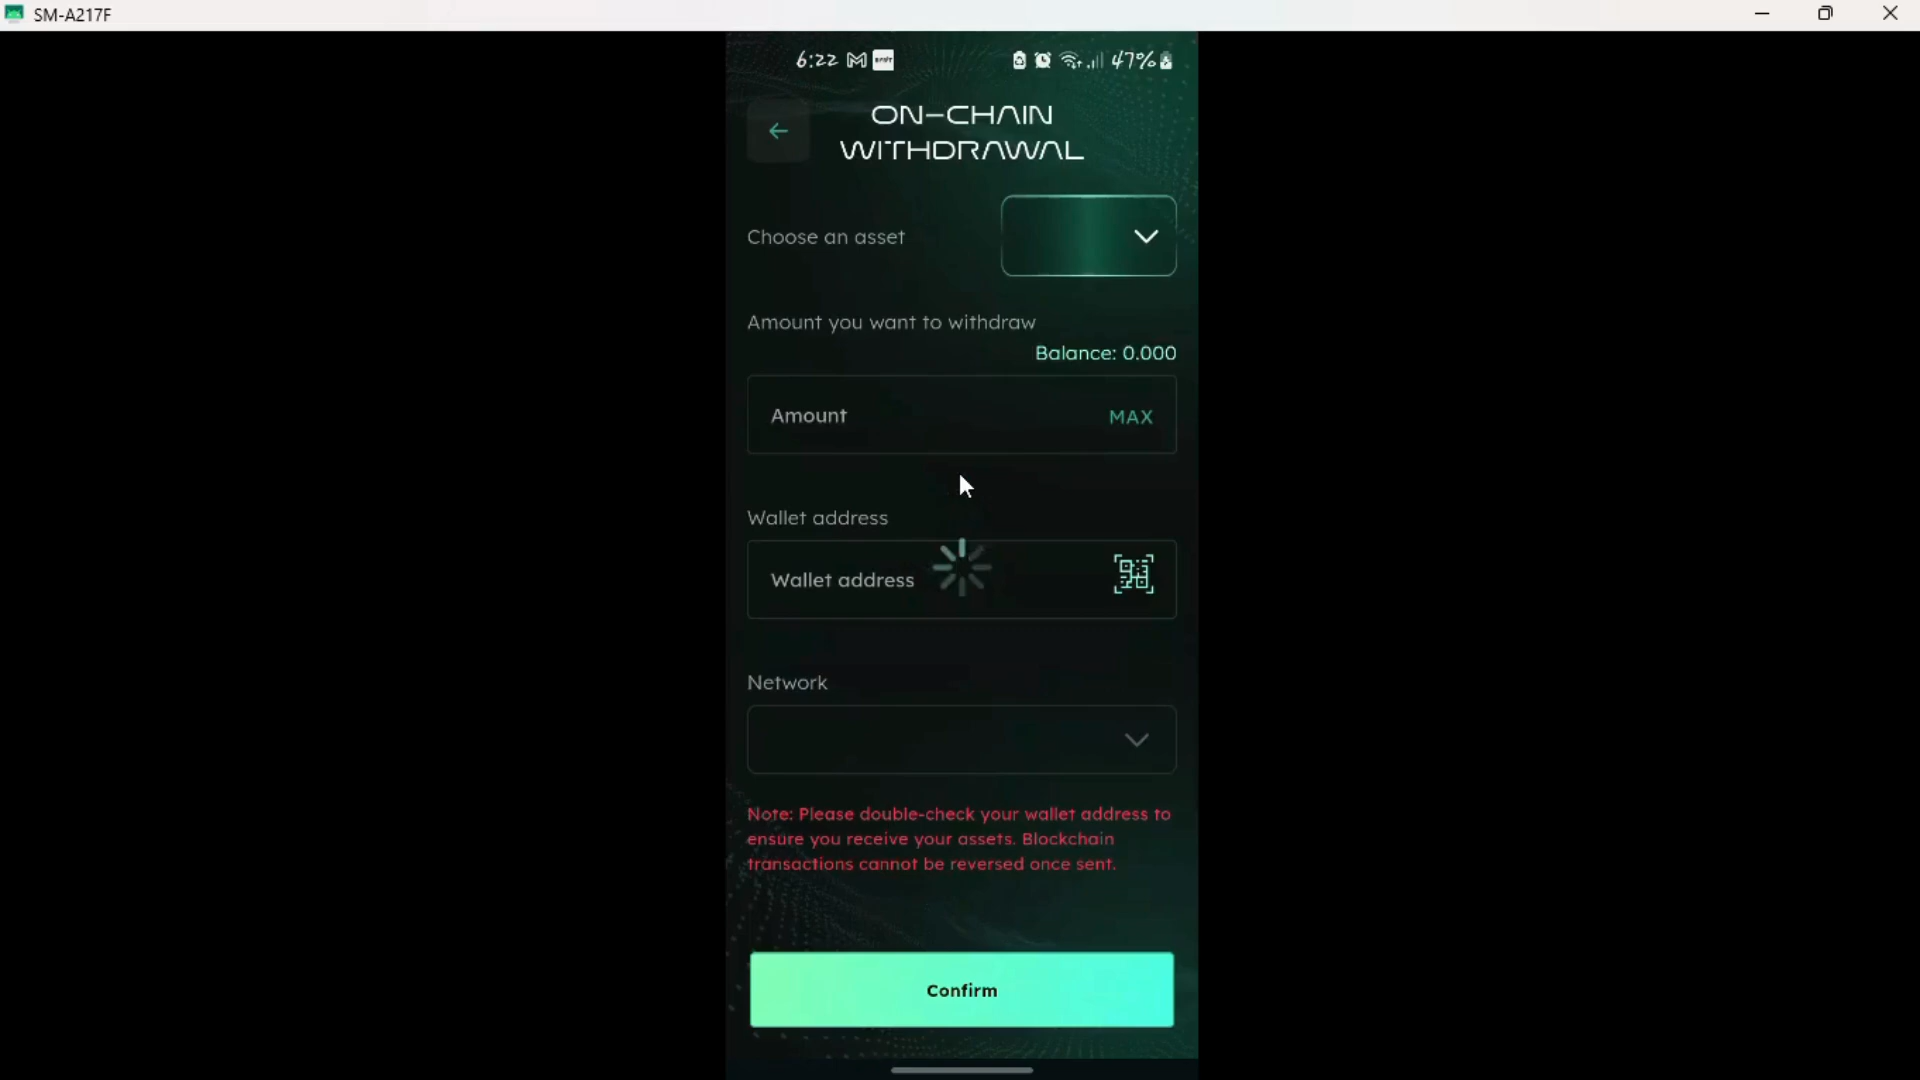 SM-A217F
6:22
47%
ON-CHAIN
WITHDRAWAL
Choose an asset
Amount you want to withdraw
Balance: 0.000
Amount
MAX
Wallet address
Wallet address
Network
Note: Please double-check your wallet address to
ensure you receive your assets. Blockchain
transactions cannot be reversed once sent.
Confirm